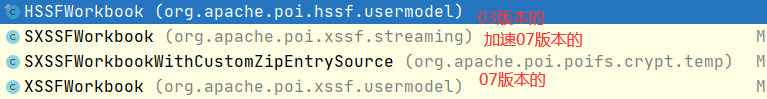 HSSFWorkbook (org.apache.poi.hssf.usermodel) 03版本的
SXSSFWorkbook (org.apache.poi.xssf.streaming) 加速07版本的 M
SXSSFWorkbookWithCustomZipEntrySource (org.apache.poi.poifs.crypt.temp) M
XSSFWorkbook (org.apache.poi.xssf.usermodel) 07版本的 M